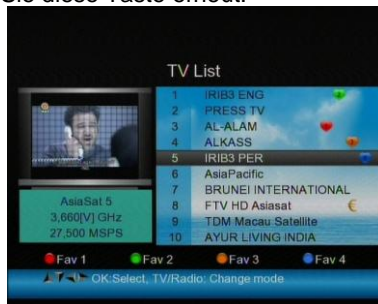 Sie diese Taste erneut.
TV List
1 IRIB3 ENG
2 PRESS TV
3 AL-ALAM
4 ALKASS
5 IRIB3 PER
6 AsiaPacific
7 BRUNEI INTERNATIONAL
8 FTV HD Asiasat €
9 TDM Macau Satellite
10 AYUR LIVING INDIA
AsiaSat 5
3,660[V] GHz
27,500 MSPS
Fav 1 Fav 2 Fav 3 Fav 4
OK:Select, TV/Radio: Change mode